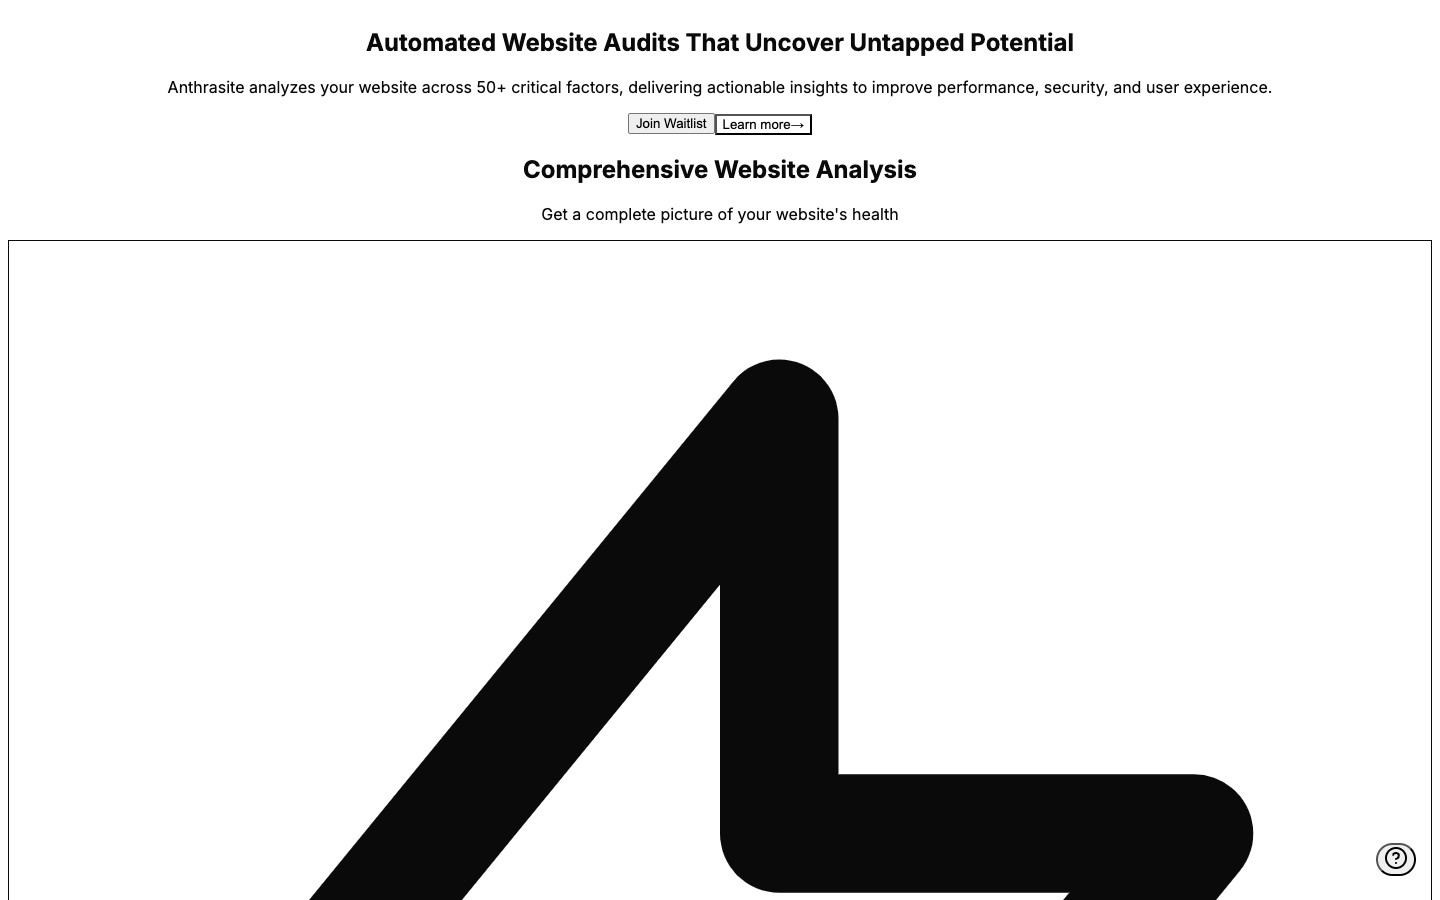 Automated Website Audits That Uncover Untapped Potential
Anthrasite analyzes your website across 50+ critical factors, delivering actionable insights to improve performance, security, and user experience.
Join Waitlist Learn more→
Comprehensive Website Analysis
Get a complete picture of your website's health